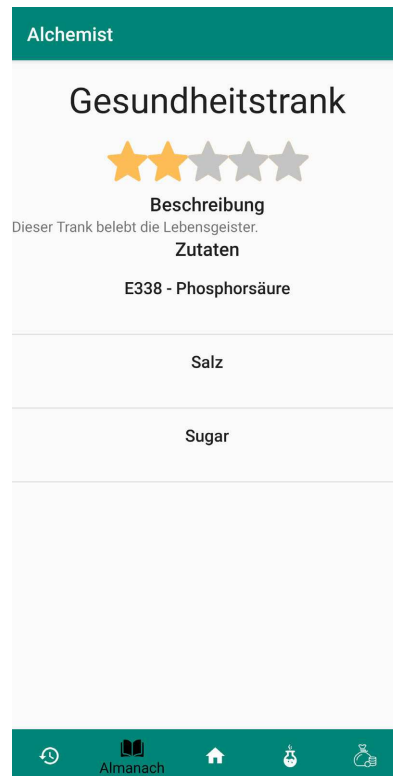 Alchemist
Gesundheitstrank
Beschreibung
Dieser Trank belebt die Lebensgeister.
Zutaten
E338 - Phosphorsäure
Salz
Sugar
Almanach